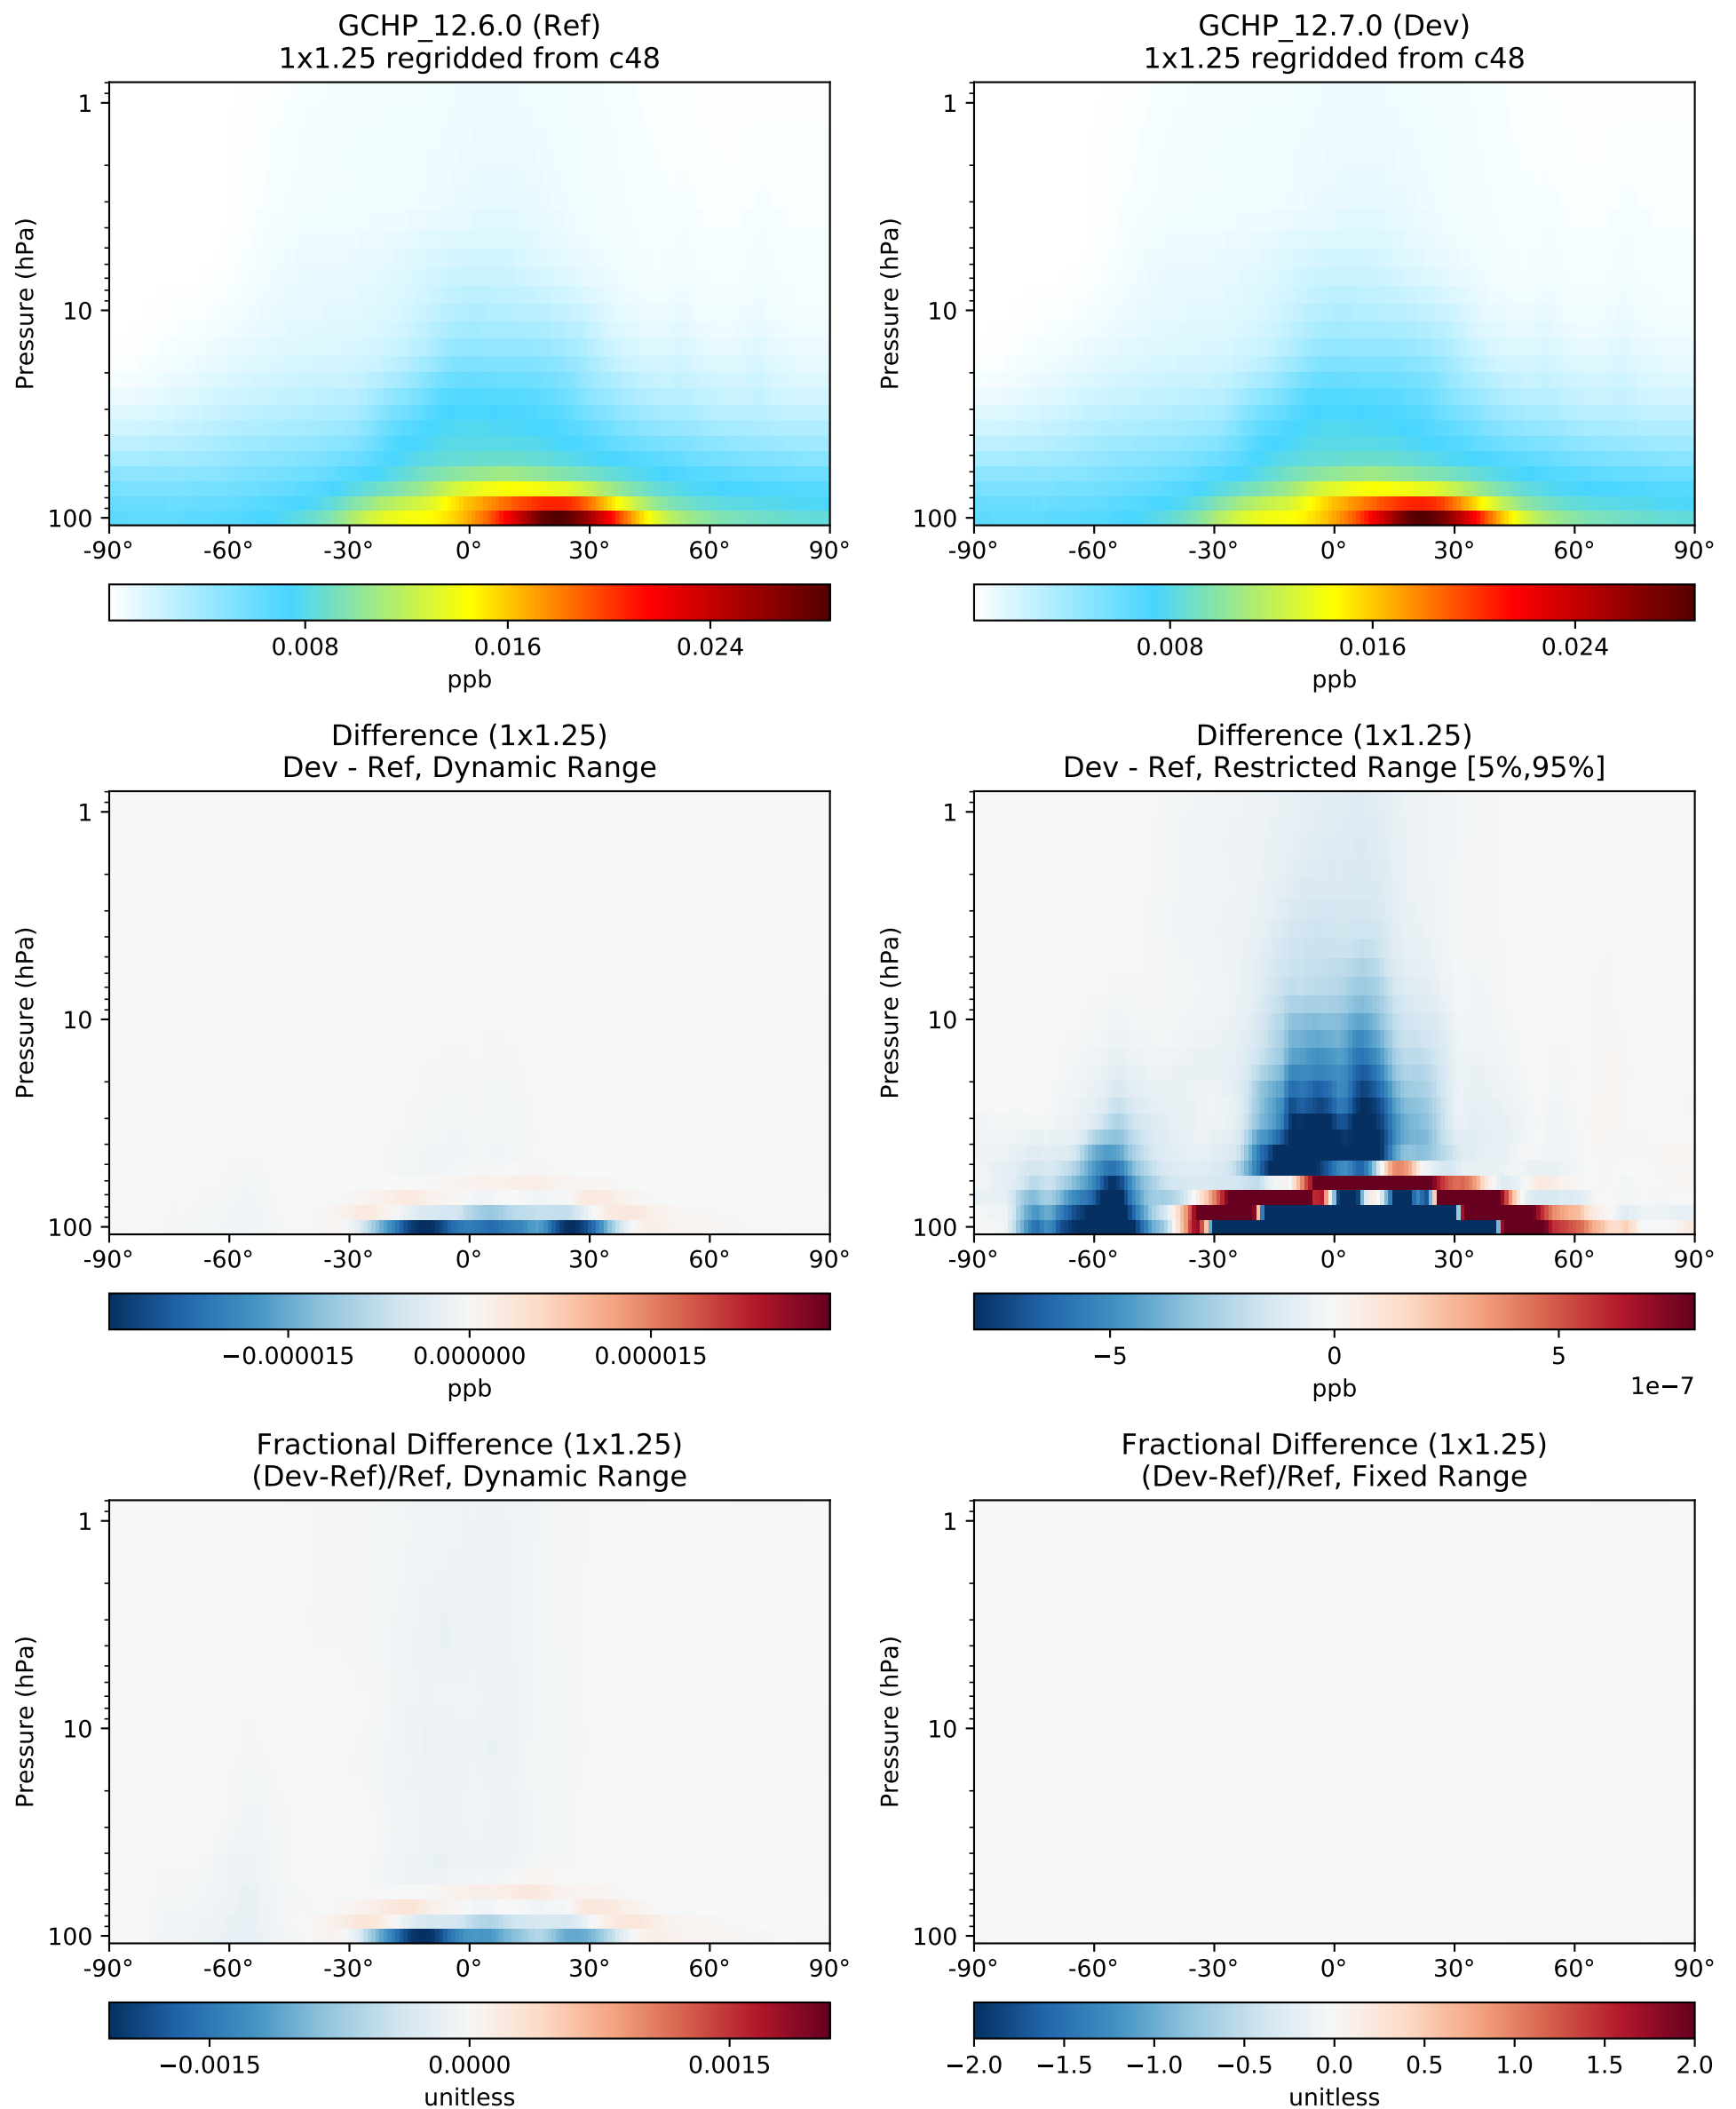 GCHP_12.6.0 (Ref)
1x1.25 regridded from c48
Pressure (hPa)
1
10
100
-90° -60° -30° 0° 30° 60° 90°
0.008 0.016 0.024
ppb
GCHP_12.7.0 (Dev)
1x1.25 regridded from c48
Pressure (hPa)
1
10
100
-90° -60° -30° 0° 30° 60° 90°
0.008 0.016 0.024
ppb
Difference (1x1.25)
Dev - Ref, Dynamic Range
Pressure (hPa)
1
10
100
-90° -60° -30° 0° 30° 60° 90°
−0.000015 0.000000 0.000015
ppb
Difference (1x1.25)
Dev - Ref, Restricted Range [5%,95%]
Pressure (hPa)
1
10
100
-90° -60° -30° 0° 30° 60° 90°
−5 0 5
ppb
1e−7
Fractional Difference (1x1.25)
(Dev-Ref)/Ref, Dynamic Range
Pressure (hPa)
1
10
100
-90° -60° -30° 0° 30° 60° 90°
−0.0015 0.0000 0.0015
unitless
Fractional Difference (1x1.25)
(Dev-Ref)/Ref, Fixed Range
Pressure (hPa)
1
10
100
-90° -60° -30° 0° 30° 60° 90°
−2.0 −1.5 −1.0 −0.5 0.0 0.5 1.0 1.5 2.0
unitless